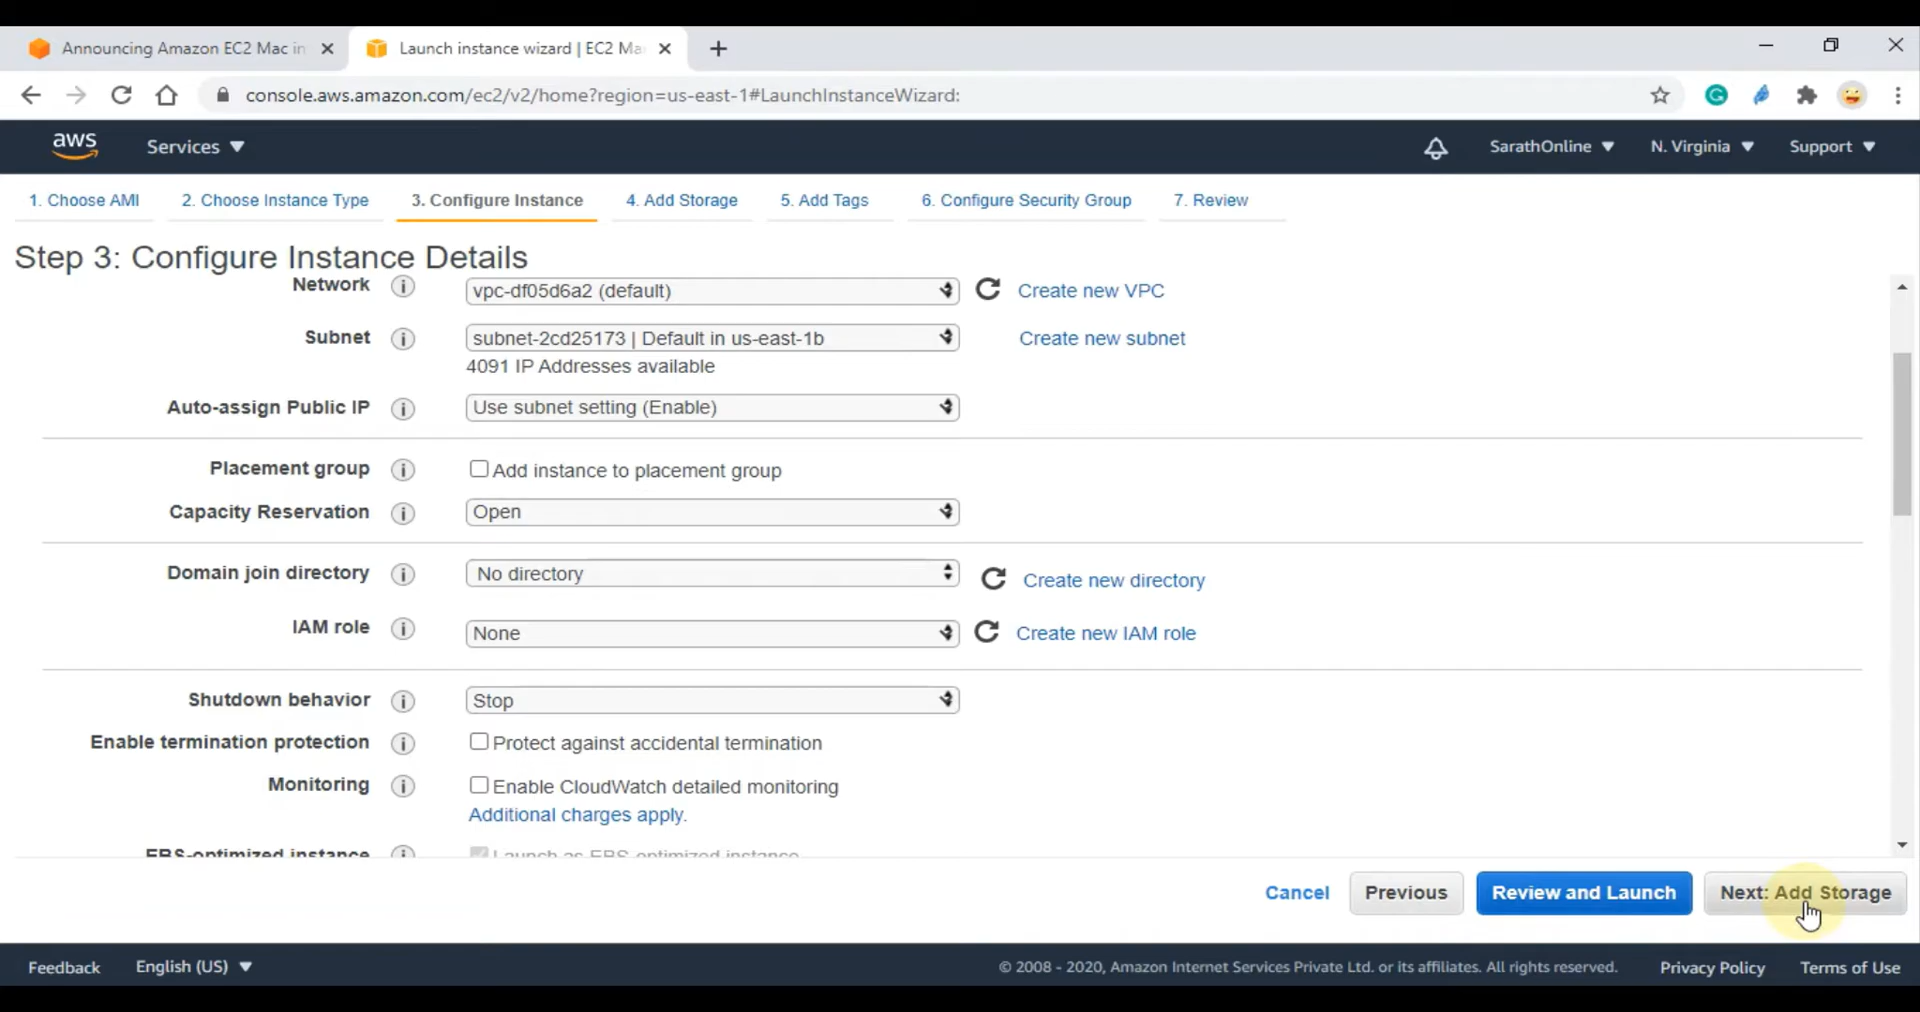 Announcing Amazon EC2 Mac in
Launch instance wizard | EC2 Ma
console.aws.amazon.com/ec2/v2/home?region=us-east-1#LaunchInstanceWizard:
aws Services SarathOnline N. Virginia Support
1. Choose AMI 2. Choose Instance Type 3. Configure Instance 4. Add Storage 5. Add Tags 6. Configure Security Group 7. Review
Step 3: Configure Instance Details
Network i vpc-df05d6a2 (default) Create new VPC
Subnet i subnet-2cd25173 | Default in us-east-1b Create new subnet
4091 IP Addresses available
Auto-assign Public IP i Use subnet setting (Enable)
Placement group i Add instance to placement group
Capacity Reservation i Open
Domain join directory i No directory Create new directory
IAM role i None Create new IAM role
Shutdown behavior i Stop
Enable termination protection i Protect against accidental termination
Monitoring i Enable CloudWatch detailed monitoring
Additional charges apply.
EBS-optimized instance i Launch as EBS-optimized instance
Cancel Previous Review and Launch Next: Add Storage
Feedback English (US) © 2008 - 2020, Amazon Internet Services Private Ltd. or its affiliates. All rights reserved. Privacy Policy Terms of Use